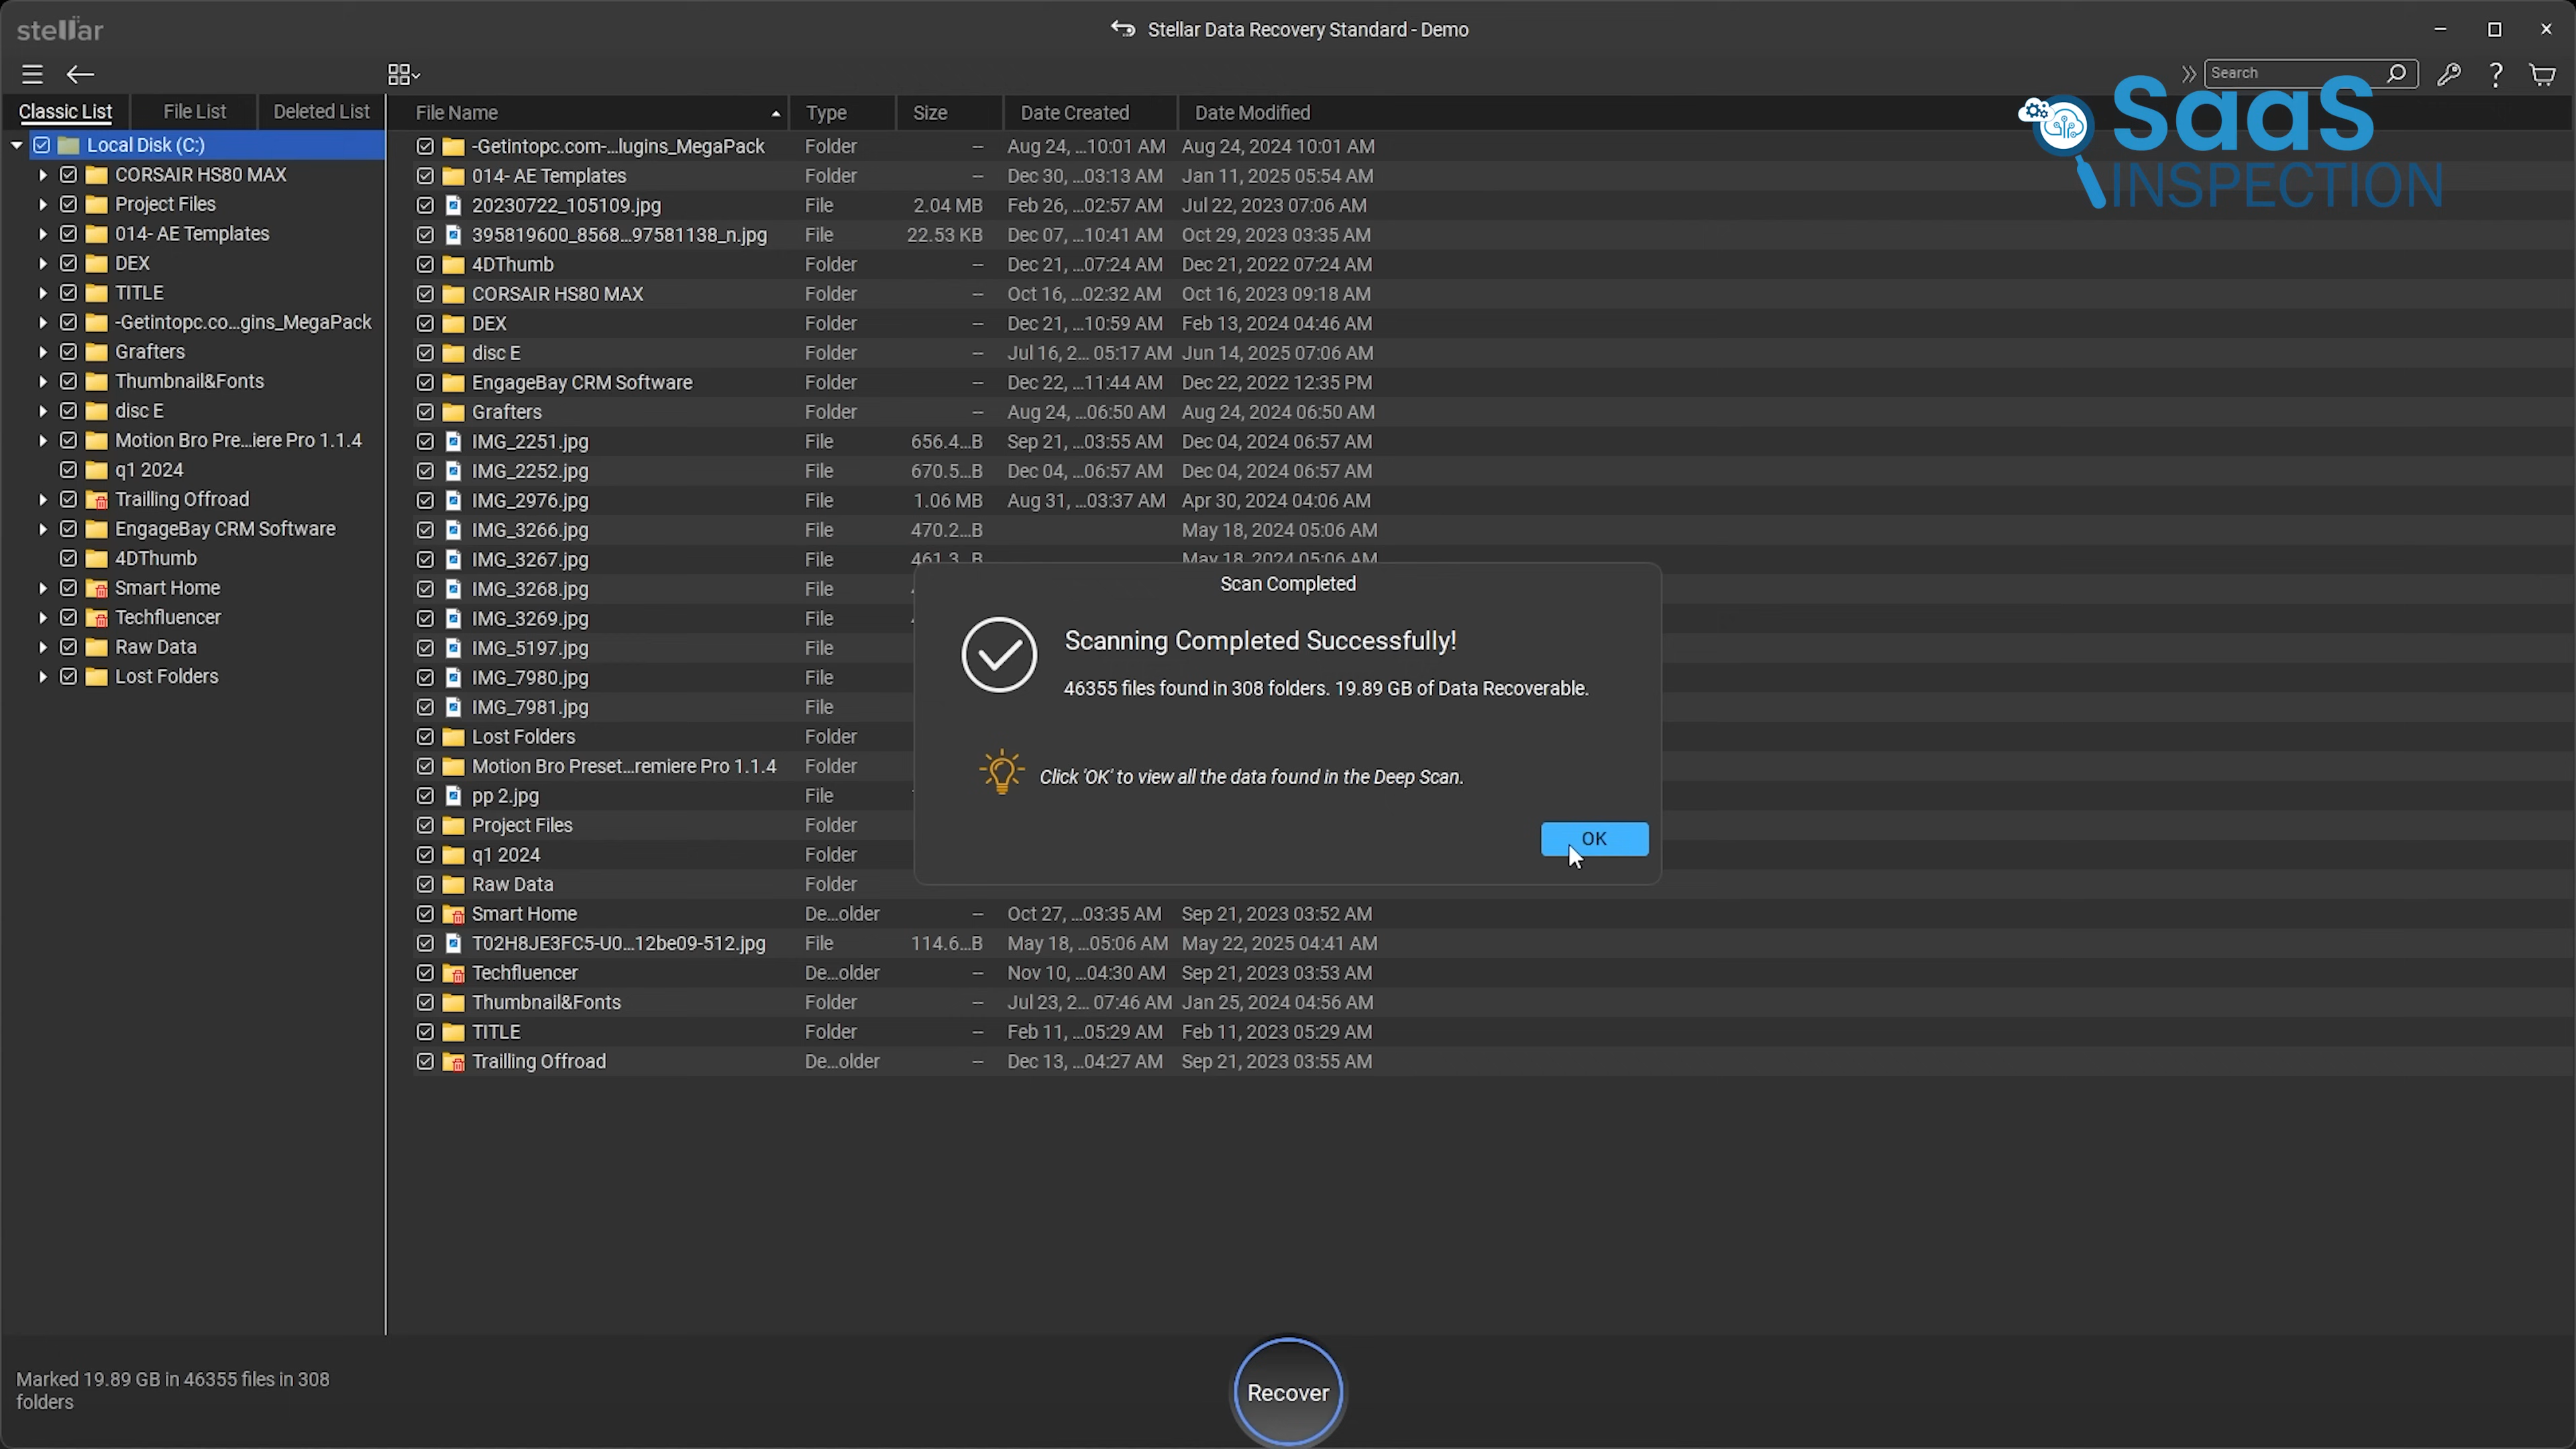 stellar
Stellar Data Recovery Standard - Demo
Search
SaaS
INSPECTION
Classic List File List Deleted List
File Name Type Size Date Created Date Modified
Local Disk (C:)
CORSAIR HS80 MAX
Project Files
014- AE Templates
DEX
TITLE
-Getintopc.co...gins_MegaPack
Grafters
Thumbnail&Fonts
disc E
Motion Bro Pre...iere Pro 1.1.4
q1 2024
Trailling Offroad
EngageBay CRM Software
4DThumb
Smart Home
Techfluencer
Raw Data
Lost Folders
-Getintopc.com-...lugins_MegaPack Folder – Aug 24, ...10:01 AM Aug 24, 2024 10:01 AM
014- AE Templates Folder – Dec 30, ...03:13 AM Jan 11, 2025 05:54 AM
20230722_105109.jpg File 2.04 MB Feb 26, ...02:57 AM Jul 22, 2023 07:06 AM
395819600_8568...97581138_n.jpg File 22.53 KB Dec 07, ...10:41 AM Oct 29, 2023 03:35 AM
4DThumb Folder – Dec 21, ...07:24 AM Dec 21, 2022 07:24 AM
CORSAIR HS80 MAX Folder – Oct 16, ...02:32 AM Oct 16, 2023 09:18 AM
DEX Folder – Dec 21, ...10:59 AM Feb 13, 2024 04:46 AM
disc E Folder – Jul 16, 2... 05:17 AM Jun 14, 2025 07:06 AM
EngageBay CRM Software Folder – Dec 22, ...11:44 AM Dec 22, 2022 12:35 PM
Grafters Folder – Aug 24, ...06:50 AM Aug 24, 2024 06:50 AM
IMG_2251.jpg File 656.4...B Sep 21, ...03:55 AM Dec 04, 2024 06:57 AM
IMG_2252.jpg File 670.5...B Dec 04, ...06:57 AM Dec 04, 2024 06:57 AM
IMG_2976.jpg File 1.06 MB Aug 31, ...03:37 AM Apr 30, 2024 04:06 AM
IMG_3266.jpg File 470.2...B May 18, 2024 05:06 AM
IMG_3267.jpg File 461.3...B May 18, 2024 05:06 AM
IMG_3268.jpg File
IMG_3269.jpg File
IMG_5197.jpg File
IMG_7980.jpg File
IMG_7981.jpg File
Lost Folders Folder
Motion Bro Preset...remiere Pro 1.1.4 Folder
pp 2.jpg File
Project Files Folder
q1 2024 Folder
Raw Data Folder
Smart Home De...older – Oct 27, ...03:35 AM Sep 21, 2023 03:52 AM
T02H8JE3FC5-U0...12be09-512.jpg File 114.6...B May 18, ...05:06 AM May 22, 2025 04:41 AM
Techfluencer De...older – Nov 10, ...04:30 AM Sep 21, 2023 03:53 AM
Thumbnail&Fonts Folder – Jul 23, 2... 07:46 AM Jan 25, 2024 04:56 AM
TITLE Folder – Feb 11, ...05:29 AM Feb 11, 2023 05:29 AM
Trailling Offroad De...older – Dec 13, ...04:27 AM Sep 21, 2023 03:55 AM
Scan Completed
Scanning Completed Successfully!
46355 files found in 308 folders. 19.89 GB of Data Recoverable.
Click 'OK' to view all the data found in the Deep Scan.
OK
Marked 19.89 GB in 46355 files in 308
folders
Recover